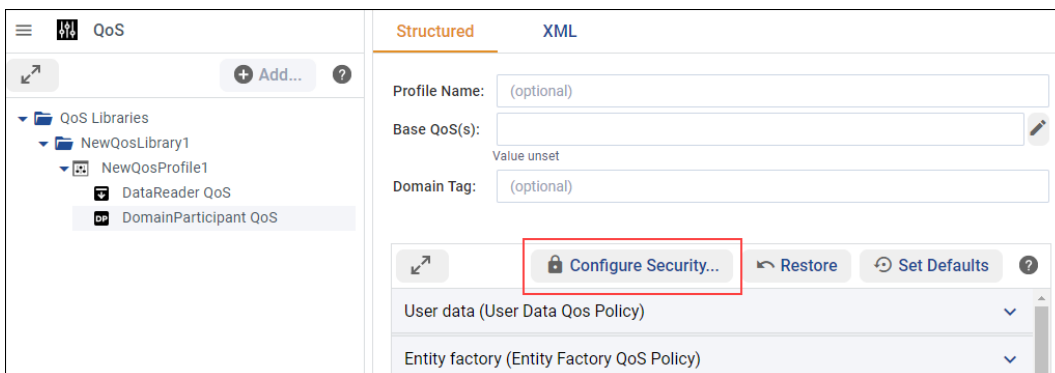 QoS
Add... ?
QoS Libraries
NewQosLibrary1
NewQosProfile1
DataReader QoS
DP DomainParticipant QoS
Structured XML
Profile Name: (optional)
Base QoS(s):
Value unset
Domain Tag: (optional)
Configure Security... Restore Set Defaults ?
User data (User Data Qos Policy)
Entity factory (Entity Factory QoS Policy)